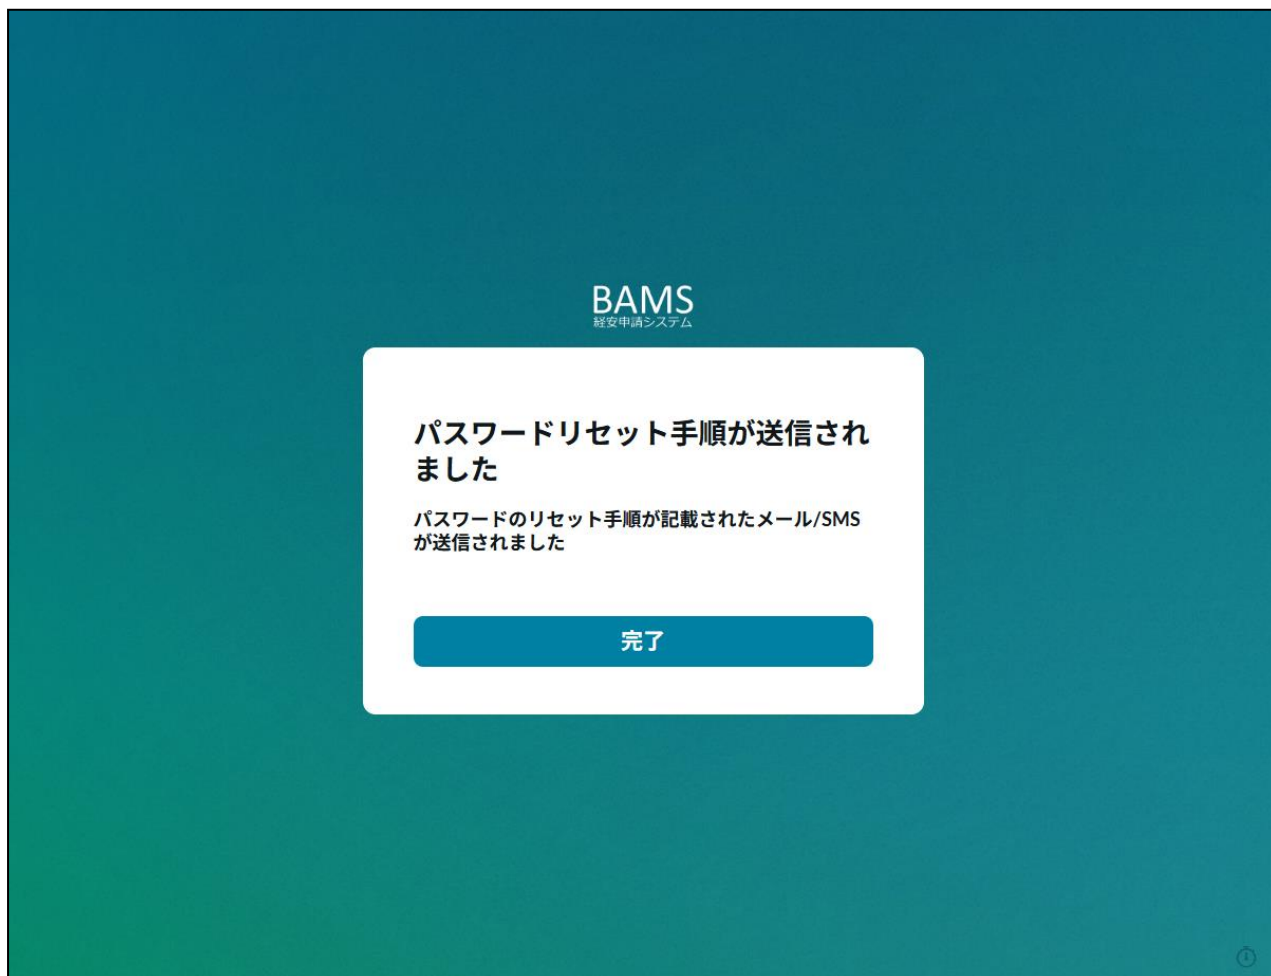 BAMS
経安申請システム
パスワードリセット手順が送信され
ました
パスワードのリセット手順が記載されたメール/SMS
が送信されました
完了